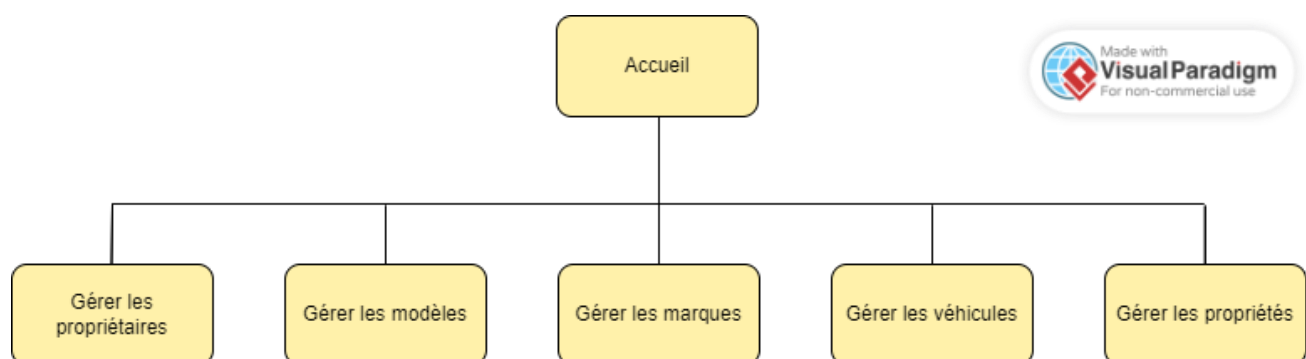 Accueil
Made with
Visual Paradigm
For non-commercial use
Gérer les
propriétaires
Gérer les modèles
Gérer les marques
Gérer les véhicules
Gérer les propriétés